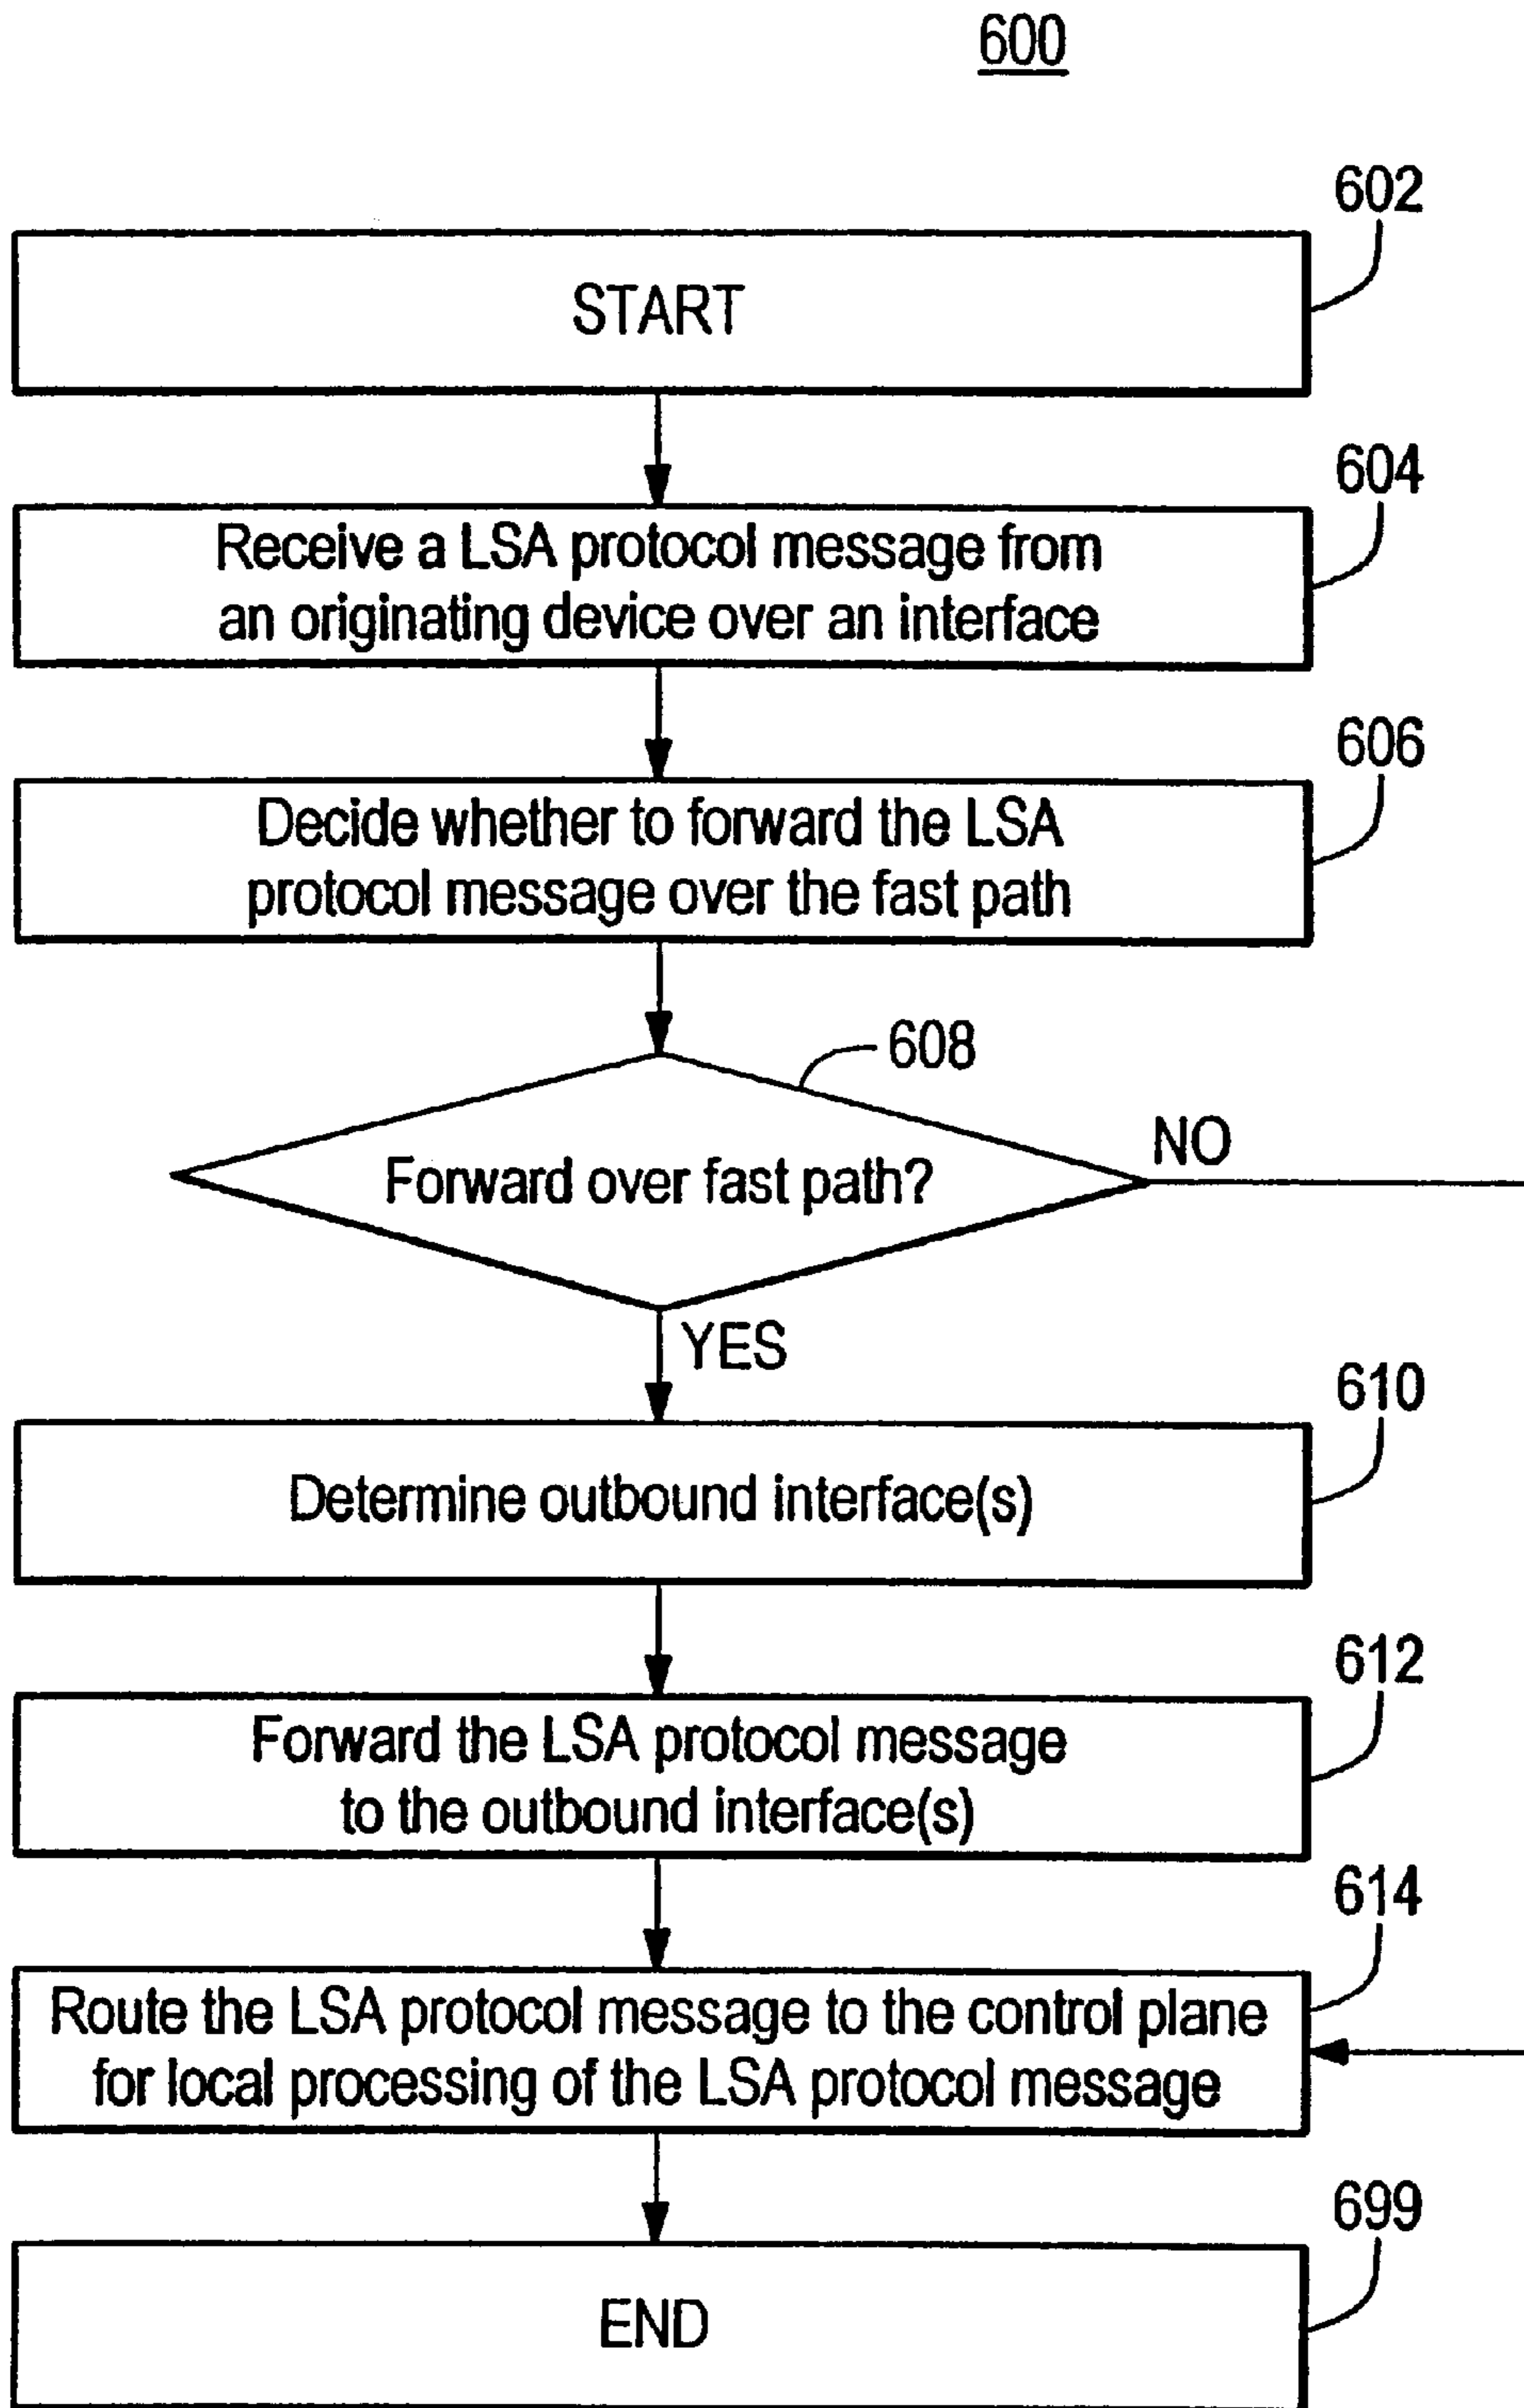 600
602
START
604
Receive a LSA protocol message from
an originating device over an interface
606
Decide whether to forward the LSA
protocol message over the fast path
608
Forward over fast path?
NO
YES
610
Determine outbound interface(s)
612
Forward the LSA protocol message
to the outbound interface(s)
614
Route the LSA protocol message to the control plane
for local processing of the LSA protocol message
699
END